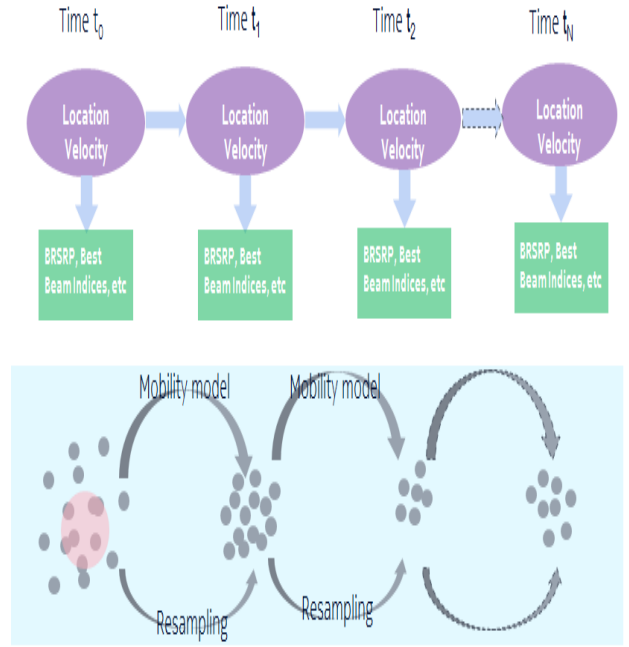 Time t₀
Time t₁
Time t₂
Time t_N
Location
Velocity
Location
Velocity
Location
Velocity
Location
Velocity
BRSRP, Best
Beam Indices, etc
BRSRP, Best
Beam Indices, etc
BRSRP, Best
Beam Indices, etc
BRSRP, Best
Beam Indices, etc
Mobility model
Mobility model
Resampling
Resampling